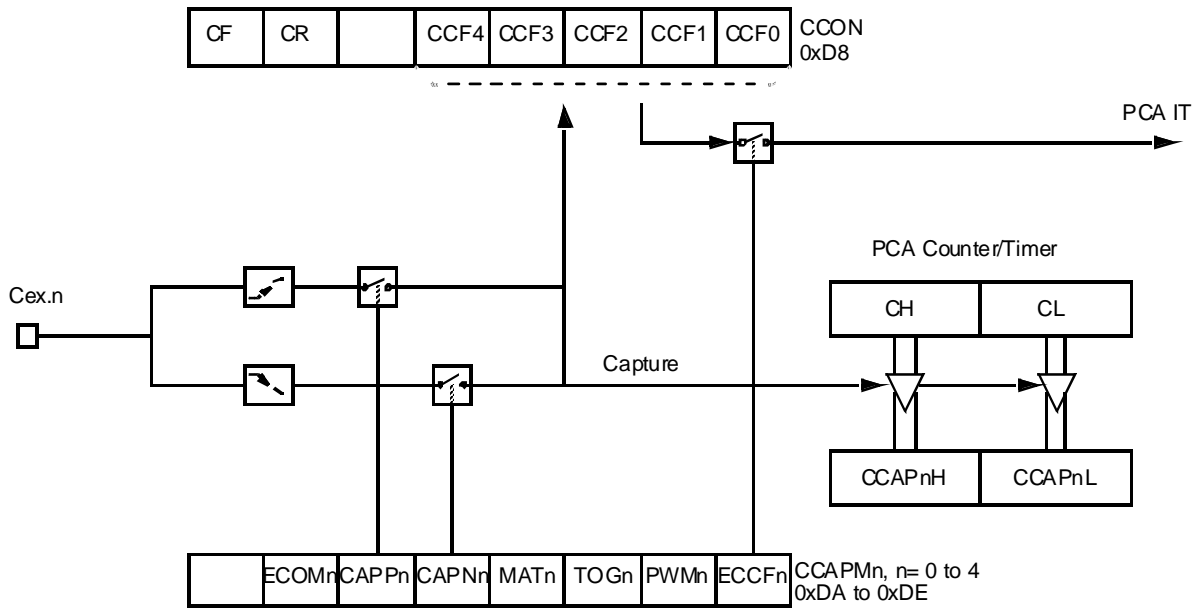 CF CR CCF4 CCF3 CCF2 CCF1 CCF0 CCON
0xD8
PCA IT
PCA Counter/Timer
Cex.n
CH CL
Capture
CCAPnH CCAPnL
ECOMn CAPPn CAPNn MATn TOGn PWMn ECCFn CCAPMn, n= 0 to 4
0xDA to 0xDE